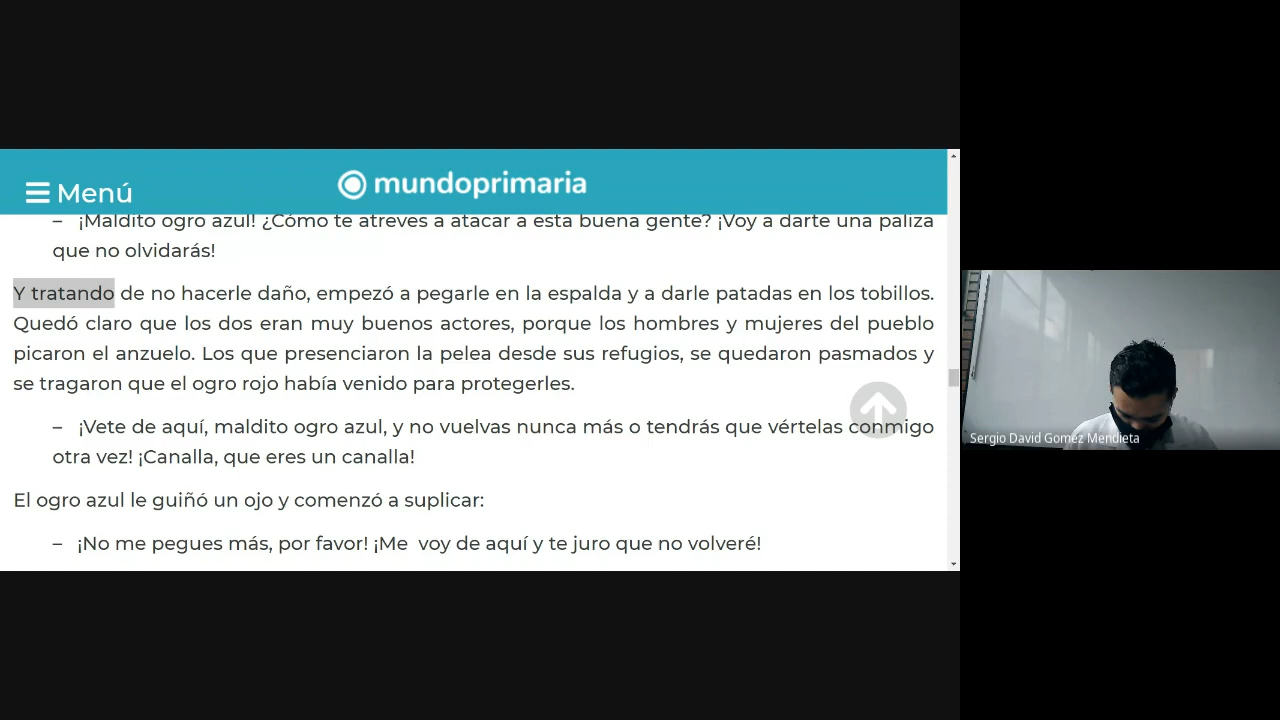 Menú
mundoprimaria
– ¡Maldito ogro azul! ¿Cómo te atreves a atacar a esta buena gente? ¡Voy a darte una paliza
que no olvidarás!
Y tratando de no hacerle daño, empezó a pegarle en la espalda y a darle patadas en los tobillos.
Quedó claro que los dos eran muy buenos actores, porque los hombres y mujeres del pueblo
picaron el anzuelo. Los que presenciaron la pelea desde sus refugios, se quedaron pasmados y
se tragaron que el ogro rojo había venido para protegerles.
– ¡Vete de aquí, maldito ogro azul, y no vuelvas nunca más o tendrás que vértelas conmigo
otra vez! ¡Canalla, que eres un canalla!
El ogro azul le guiñó un ojo y comenzó a suplicar:
– ¡No me pegues más, por favor! ¡Me voy de aquí y te juro que no volveré!
Sergio David Gomez Mendieta